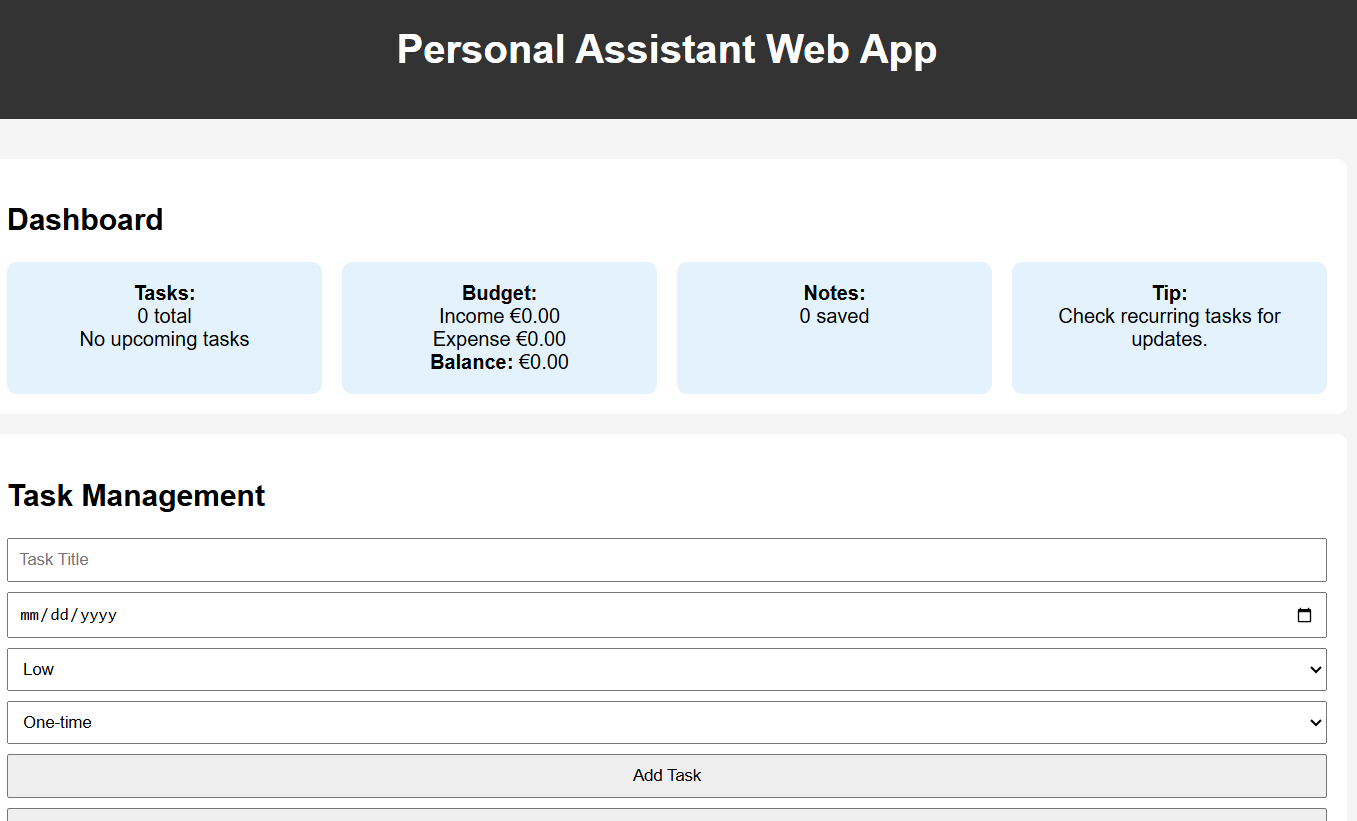 Personal Assistant Web App
Dashboard
Tasks:
0 total
No upcoming tasks
Budget:
Income €0.00
Expense €0.00
Balance: €0.00
Notes:
0 saved
Tip:
Check recurring tasks for
updates.
Task Management
Task Title
mm/dd/yyyy
Low
One-time
Add Task